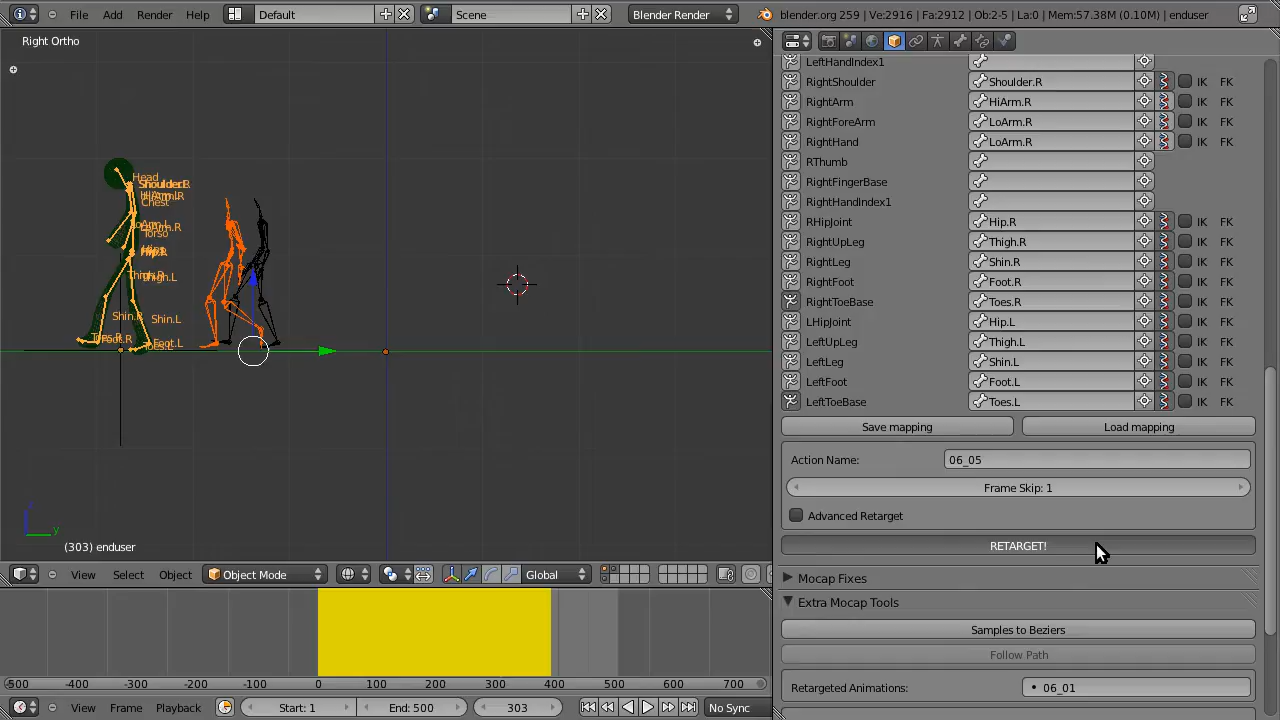 File Add Render Help Default Scene Blender Render blender.org 259 | Ve:2916 | Fa:2912 | Ob:2-5 | La:0 | Mem:57.38M (0.10M) | enduser
Right Ortho
Head
HiArm.R
Chest
Torso
Thigh.R
Thigh.L
Shin.R
Shin.L
Foot.L
z
y
(303) enduser
View Select Object Object Mode Global
-500 -400 -300 -200 -100 0 100 200 300 400 500 600 700
View Frame Playback Start: 1 End: 500 303 No Sync
LeftHandIndex1
RightShoulder Shoulder.R IK FK
RightArm HiArm.R IK FK
RightForeArm LoArm.R IK FK
RightHand LoArm.R IK FK
RThumb
RightFingerBase
RightHandIndex1
RHipJoint Hip.R IK FK
RightUpLeg Thigh.R IK FK
RightLeg Shin.R IK FK
RightFoot Foot.R IK FK
RightToeBase Toes.R IK FK
LHipJoint Hip.L IK FK
LeftUpLeg Thigh.L IK FK
LeftLeg Shin.L IK FK
LeftFoot Foot.L IK FK
LeftToeBase Toes.L IK FK
Save mapping Load mapping
Action Name: 06_05
Frame Skip: 1
Advanced Retarget
RETARGET!
Mocap Fixes
Extra Mocap Tools
Samples to Beziers
Follow Path
Retargeted Animations: • 06_01